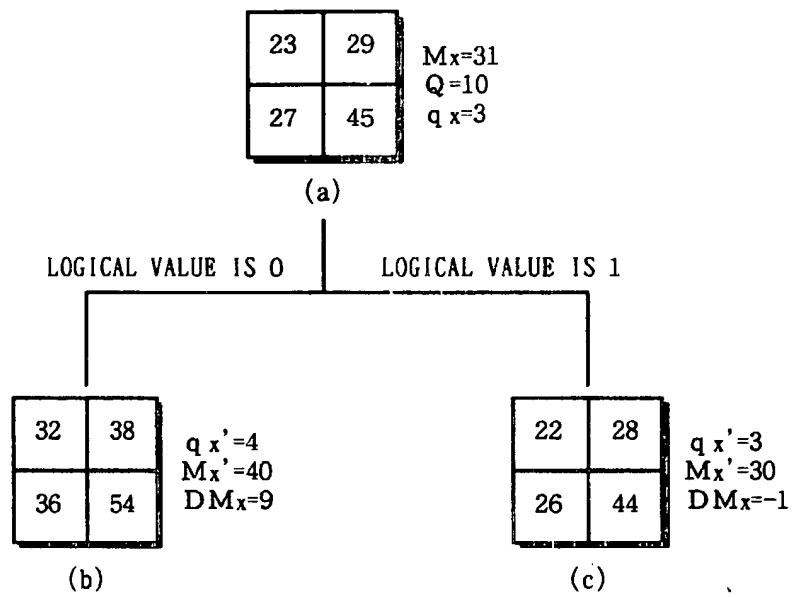 23 29
Mx=31
Q=10
27 45
qx=3
(a)
LOGICAL VALUE IS 0
LOGICAL VALUE IS 1
32 38
qx'=4
Mx'=40
36 54
DMx=9
(b)
22 28
qx'=3
Mx'=30
26 44
DMx=-1
(c)